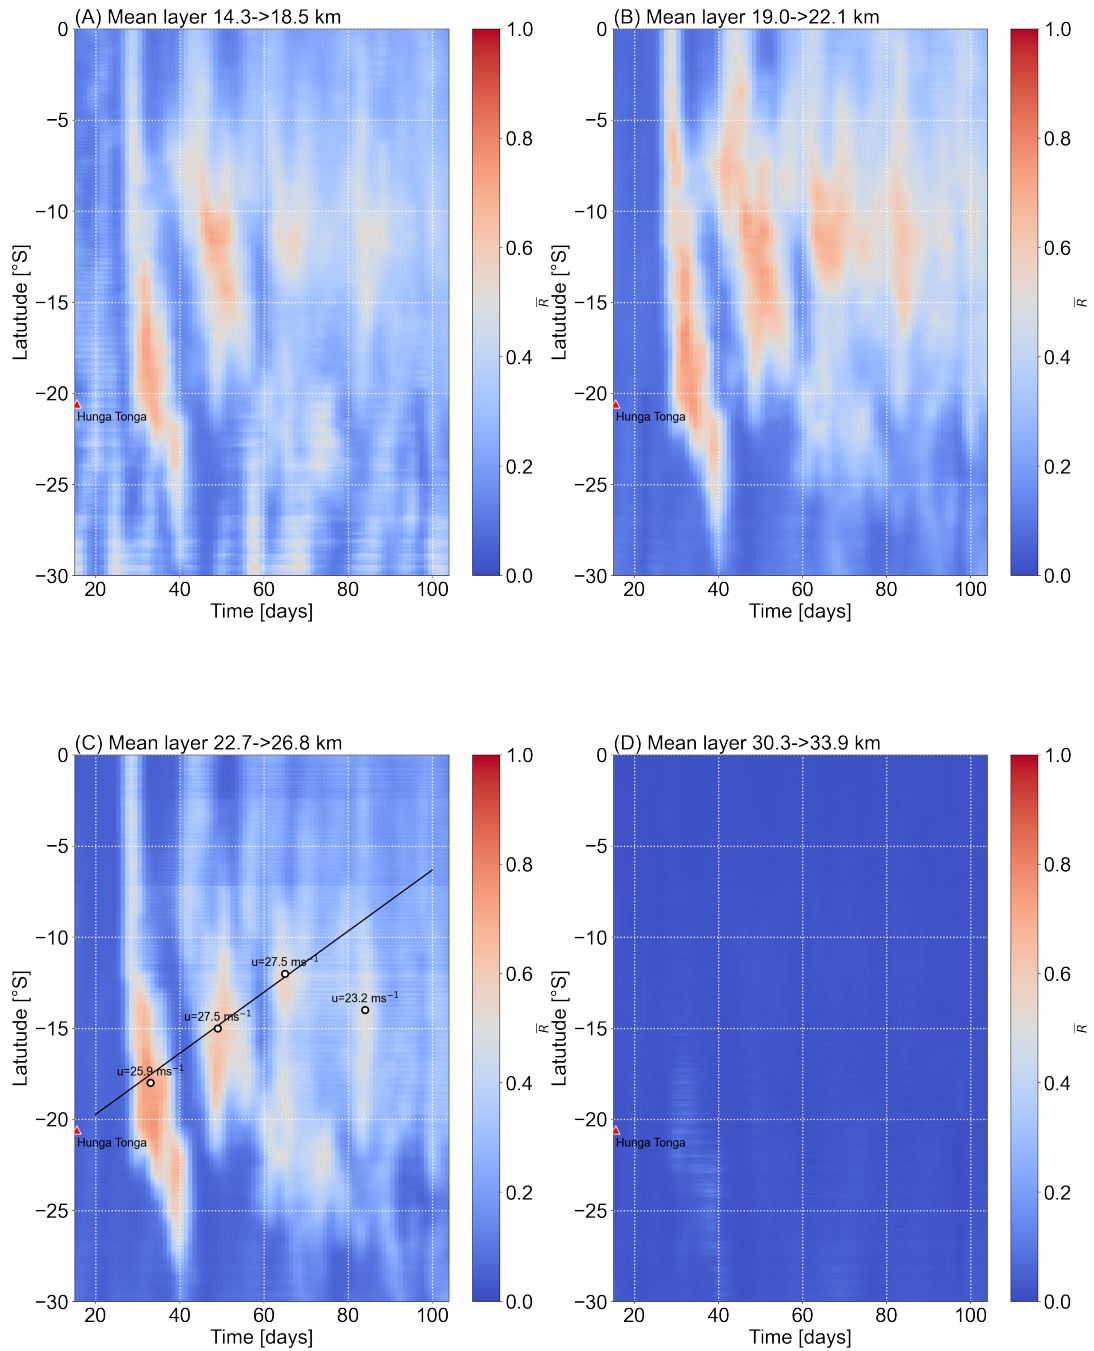 (A) Mean layer 14.3->18.5 km
0
−5
−10
−15
−20
−25
−30
Latutude [°S]
Hunga Tonga
20 40 60 80 100
Time [days]
1.0
0.8
0.6
0.4
0.2
0.0
R̅
(B) Mean layer 19.0->22.1 km
0
−5
−10
−15
−20
−25
−30
Latutude [°S]
Hunga Tonga
20 40 60 80 100
Time [days]
1.0
0.8
0.6
0.4
0.2
0.0
R̅
(C) Mean layer 22.7->26.8 km
0
−5
−10
−15
−20
−25
−30
Latutude [°S]
u=27.5 ms⁻¹
u=23.2 ms⁻¹
u=27.5 ms⁻¹
u=25.9 ms⁻¹
Hunga Tonga
20 40 60 80 100
Time [days]
1.0
0.8
0.6
0.4
0.2
0.0
R̅
(D) Mean layer 30.3->33.9 km
0
−5
−10
−15
−20
−25
−30
Latutude [°S]
Hunga Tonga
20 40 60 80 100
Time [days]
1.0
0.8
0.6
0.4
0.2
0.0
R̅